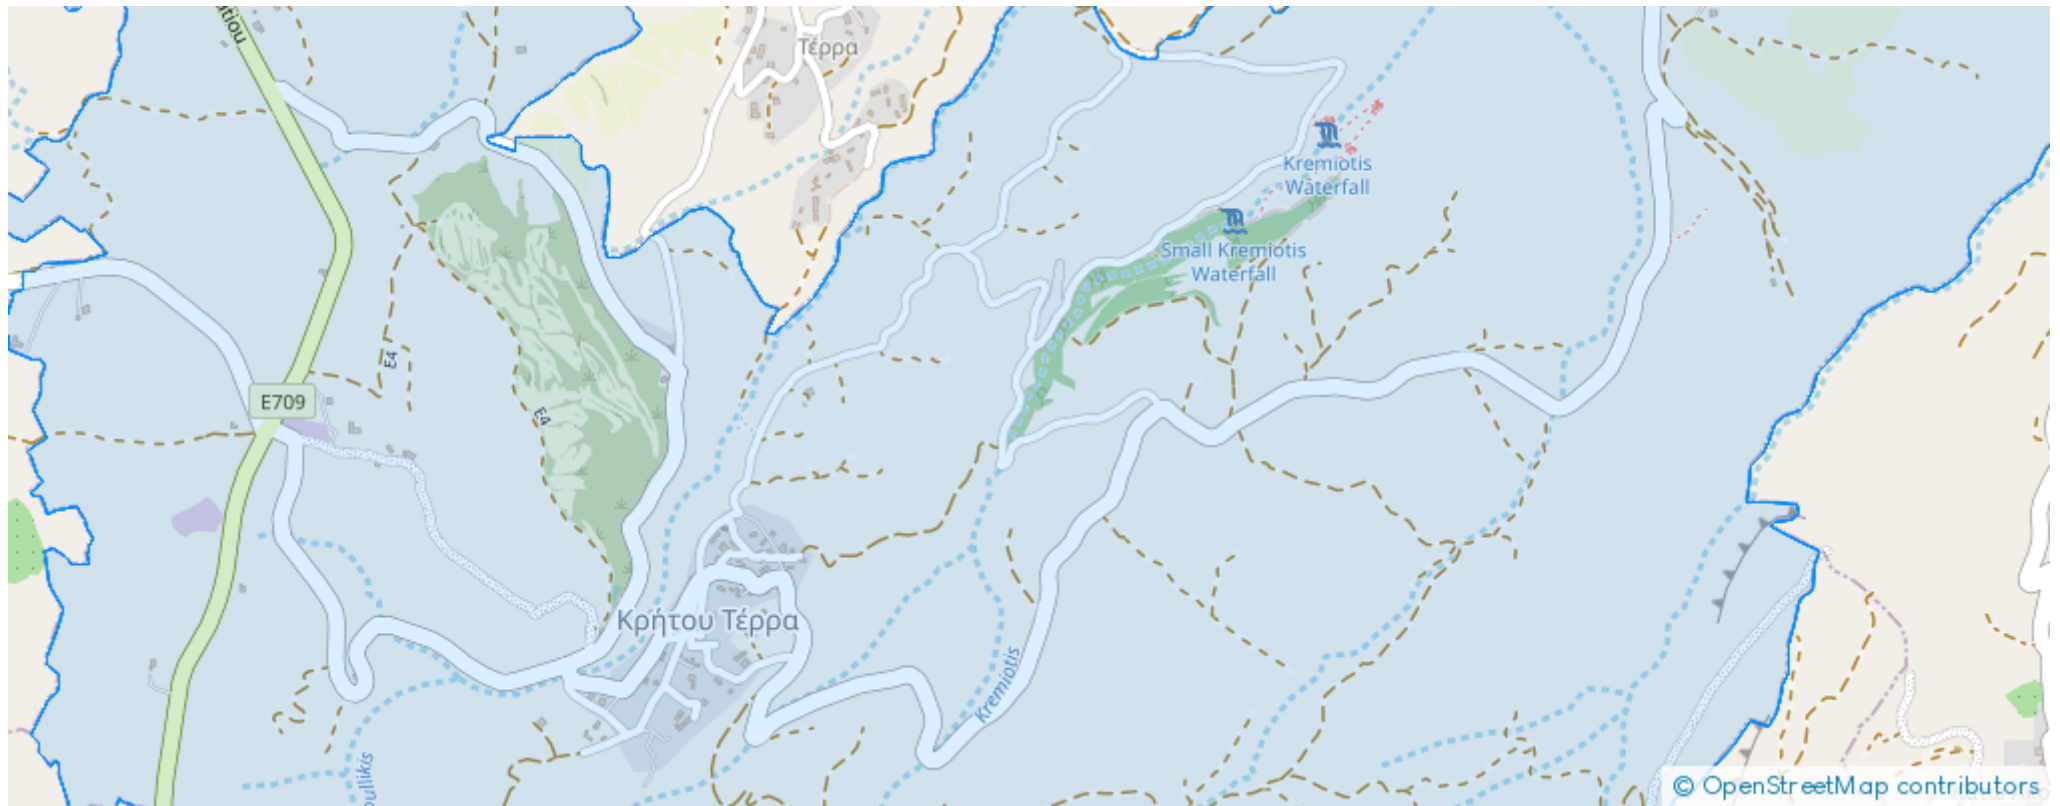 Τέρρα
Kremiotis
Waterfall
Small Kremiotis
Waterfall
E4
E709
E4
Κρήτου Τέρρα
Kremiotis
© OpenStreetMap contributors